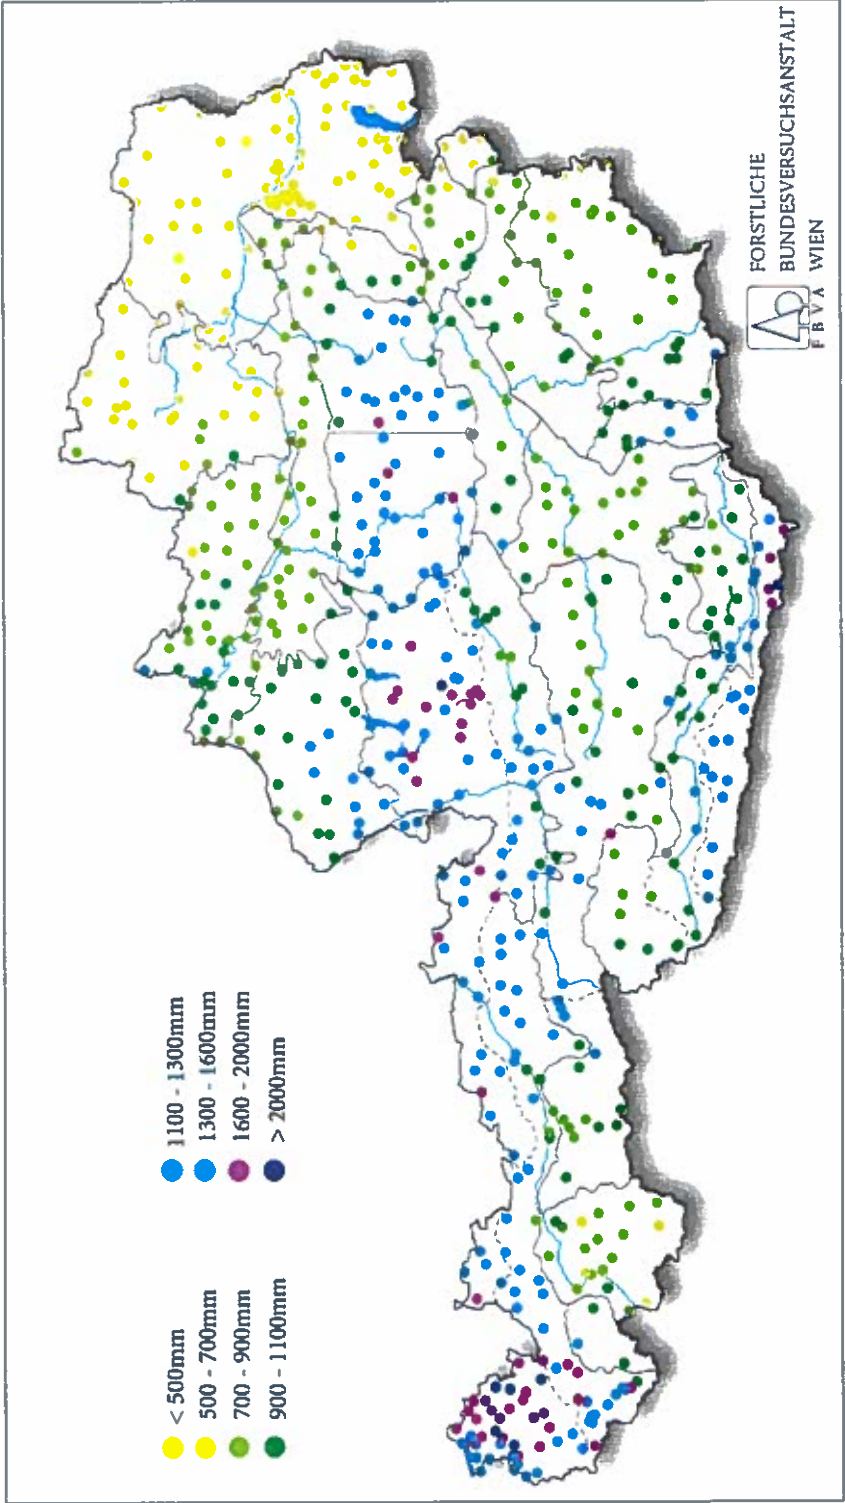 < 500mm
500 - 700mm
700 - 900mm
900 - 1100mm
1100 - 1300mm
1300 - 1600mm
1600 - 2000mm
> 2000mm
FORSTLICHE
BUNDESVERSUCHSANSTALT
F B V A WIEN